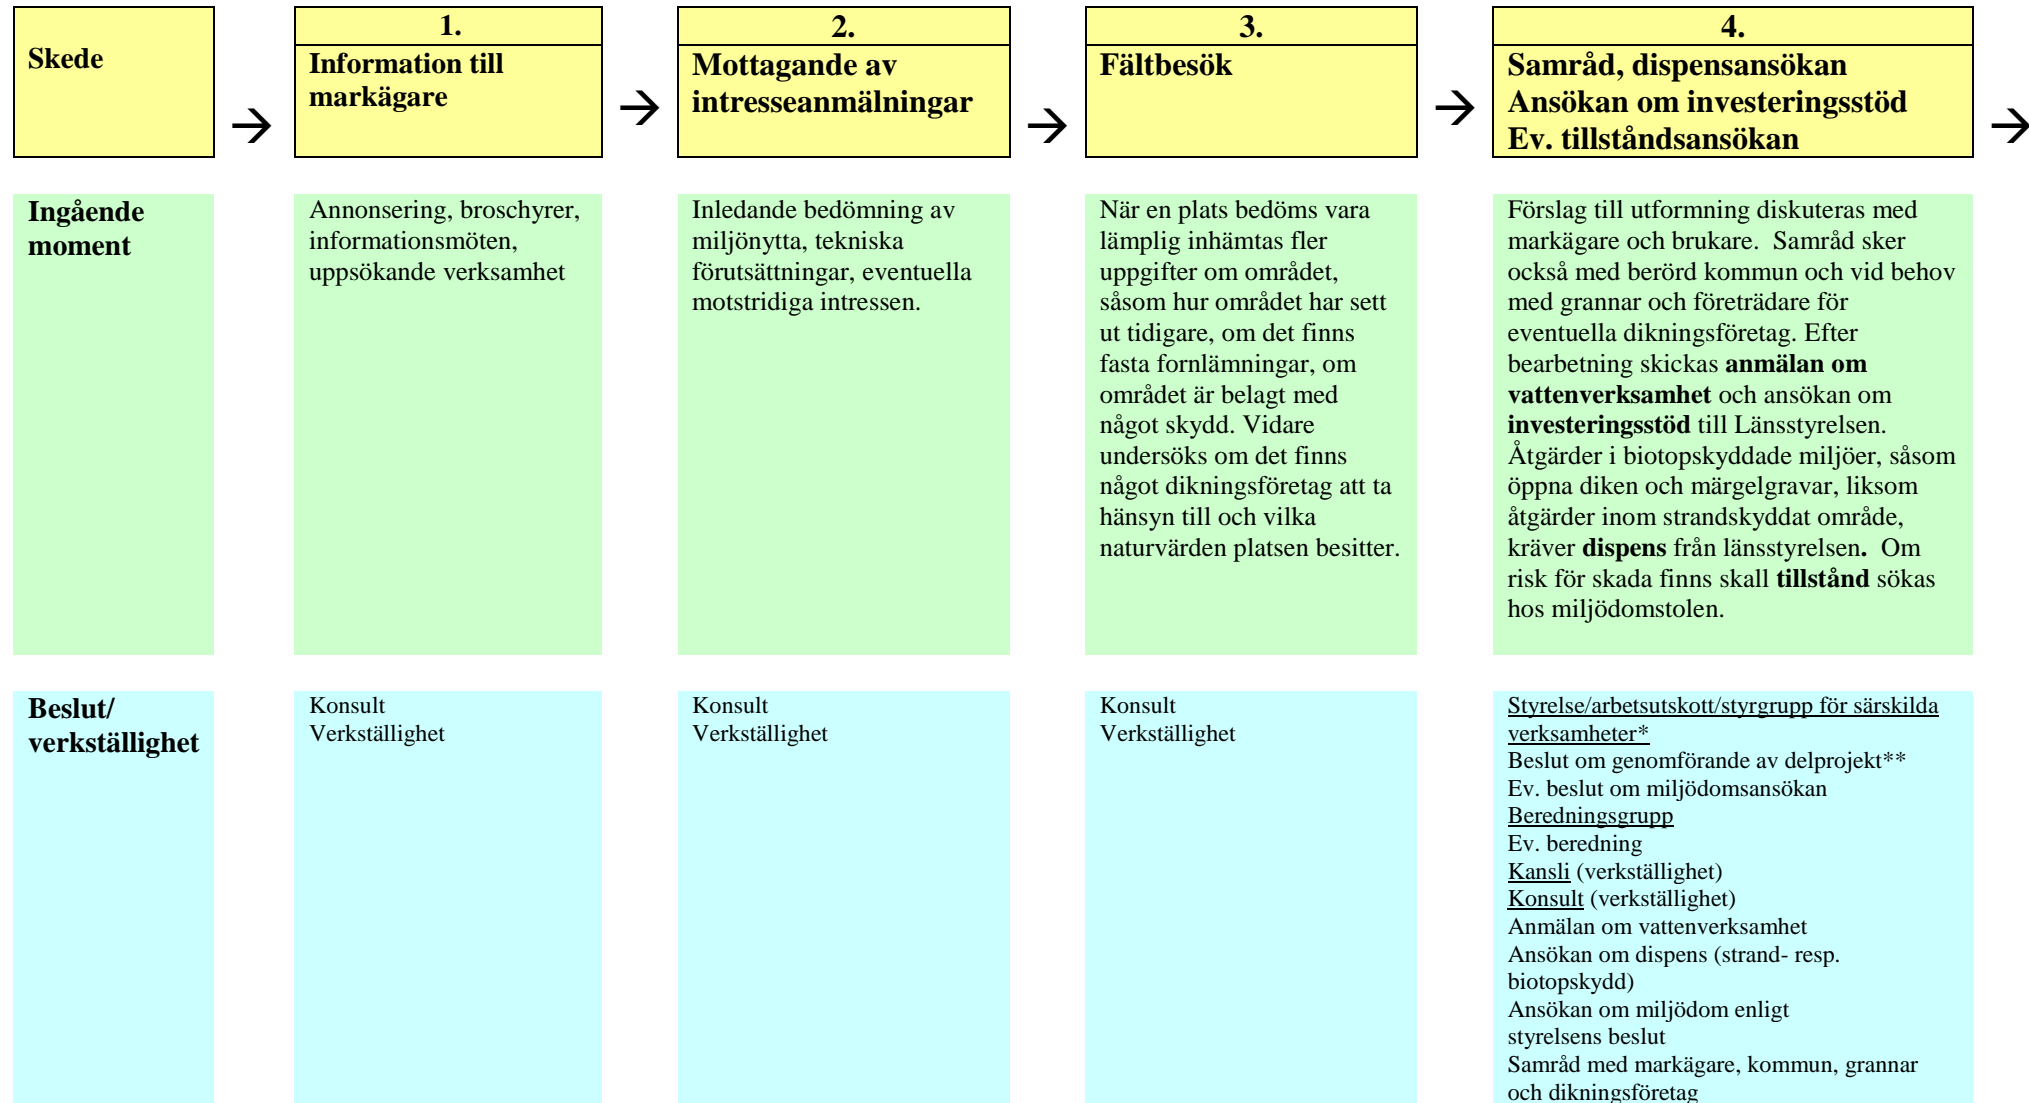 Skede
→
1.
Information till
markägare
→
2.
Mottagande av
intresseanmälningar
→
3.
Fältbesök
→
4.
Samråd, dispensansökan
Ansökan om investeringsstöd
Ev. tillståndsansökan
→
Ingående
moment
Annonsering, broschyrer,
informationsmöten,
uppsökande verksamhet
Inledande bedömning av
miljönytta, tekniska
förutsättningar, eventuella
motstridiga intressen.
När en plats bedöms vara
lämplig inhämtas fler
uppgifter om området,
såsom hur området har sett
ut tidigare, om det finns
fasta fornlämningar, om
området är belagt med
något skydd. Vidare
undersöks om det finns
något dikningsföretag att ta
hänsyn till och vilka
naturvärden platsen besitter.
Förslag till utformning diskuteras med
markägare och brukare.  Samråd sker
också med berörd kommun och vid behov
med grannar och företrädare för
eventuella dikningsföretag. Efter
bearbetning skickas anmälan om
vattenverksamhet och ansökan om
investeringsstöd till Länsstyrelsen.
Åtgärder i biotopskyddade miljöer, såsom
öppna diken och märgelgravar, liksom
åtgärder inom strandskyddat område,
kräver dispens från länsstyrelsen.  Om
risk för skada finns skall tillstånd sökas
hos miljödomstolen.
Beslut/
verkställighet
Konsult
Verkställighet
Konsult
Verkställighet
Konsult
Verkställighet
Styrelse/arbetsutskott/styrgrupp för särskilda
verksamheter*
Beslut om genomförande av delprojekt**
Ev. beslut om miljödomsansökan
Beredningsgrupp
Ev. beredning
Kansli (verkställighet)
Konsult (verkställighet)
Anmälan om vattenverksamhet
Ansökan om dispens (strand- resp.
biotopskydd)
Ansökan om miljödom enligt
styrelsens beslut
Samråd med markägare, kommun, grannar
och dikningsföretag